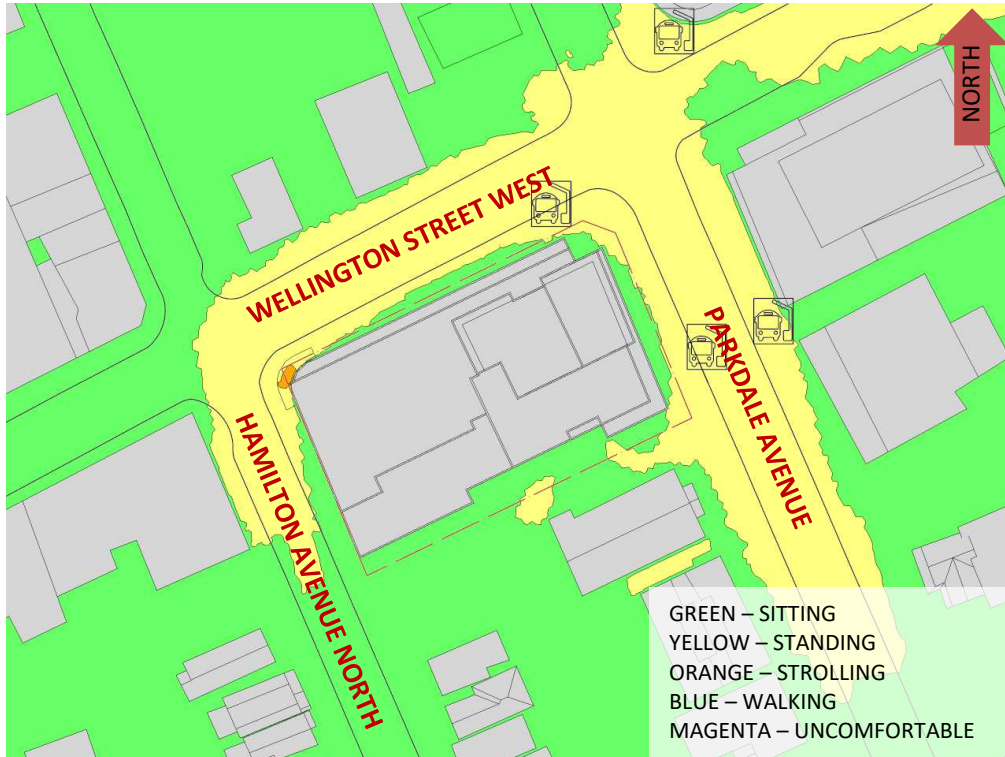 NORTH
WELLINGTON STREET WEST
PARKDALE AVENUE
HAMILTON AVENUE NORTH
GREEN – SITTING
YELLOW – STANDING
ORANGE – STROLLING
BLUE – WALKING
MAGENTA – UNCOMFORTABLE